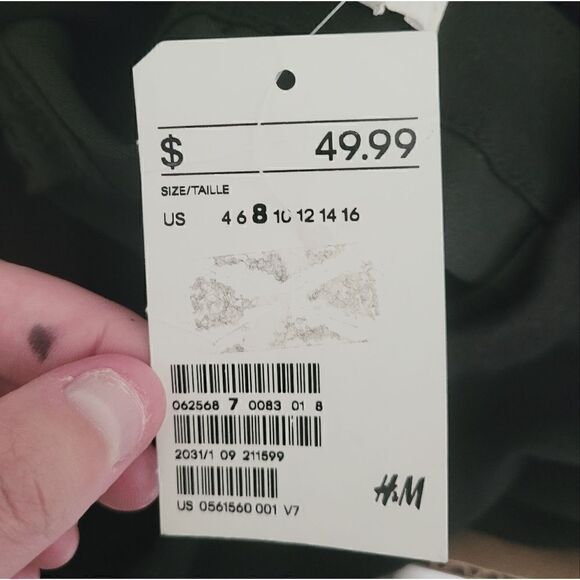 $ 49.99
SIZE/TAILLE
US 4 6 8 10 12 14 16
062568 7 0083 01 8
2031/1 09 211599
US 0561560 001 V7
H&M